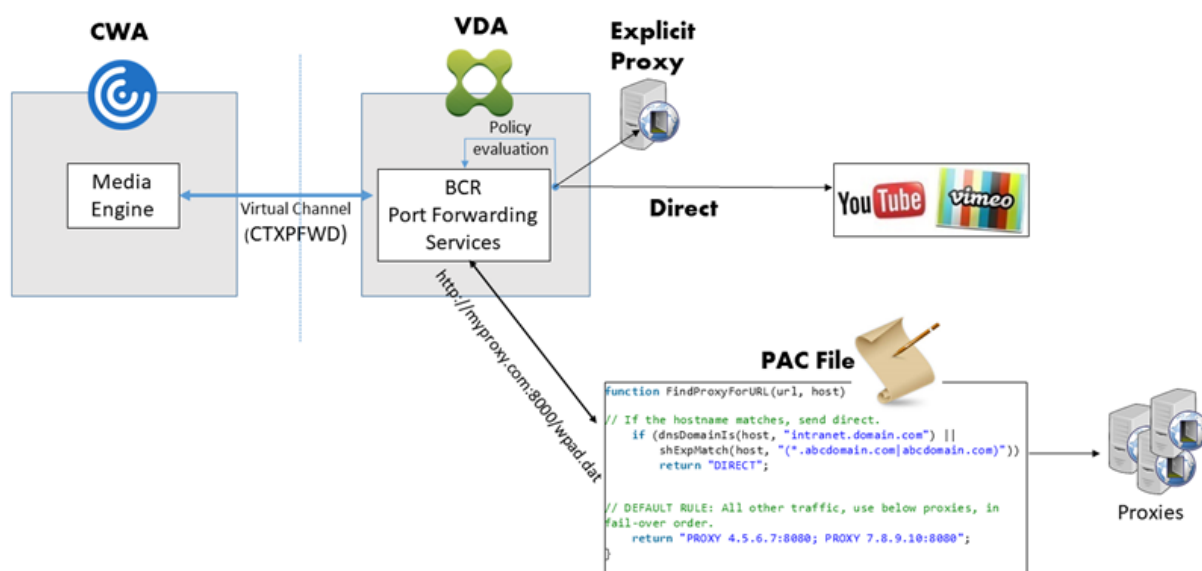 CWA
VDA
Explicit
Proxy
Policy
evaluation
Media
Engine
Virtual Channel
(CTXPFWD)
BCR
Port Forwarding
Services
Direct
You Tube
vimeo
http://myproxy.com:8000/wpad.dat
PAC File
function FindProxyForURL(url, host)
// If the hostname matches, send direct.
if (dnsDomainIs(host, "intranet.domain.com") ||
shExpMatch(host, "(*.abcdomain.com|abcdomain.com)"))
return "DIRECT";
// DEFAULT RULE: All other traffic, use below proxies, in
fail-over order.
return "PROXY 4.5.6.7:8080; PROXY 7.8.9.10:8080";
}
Proxies